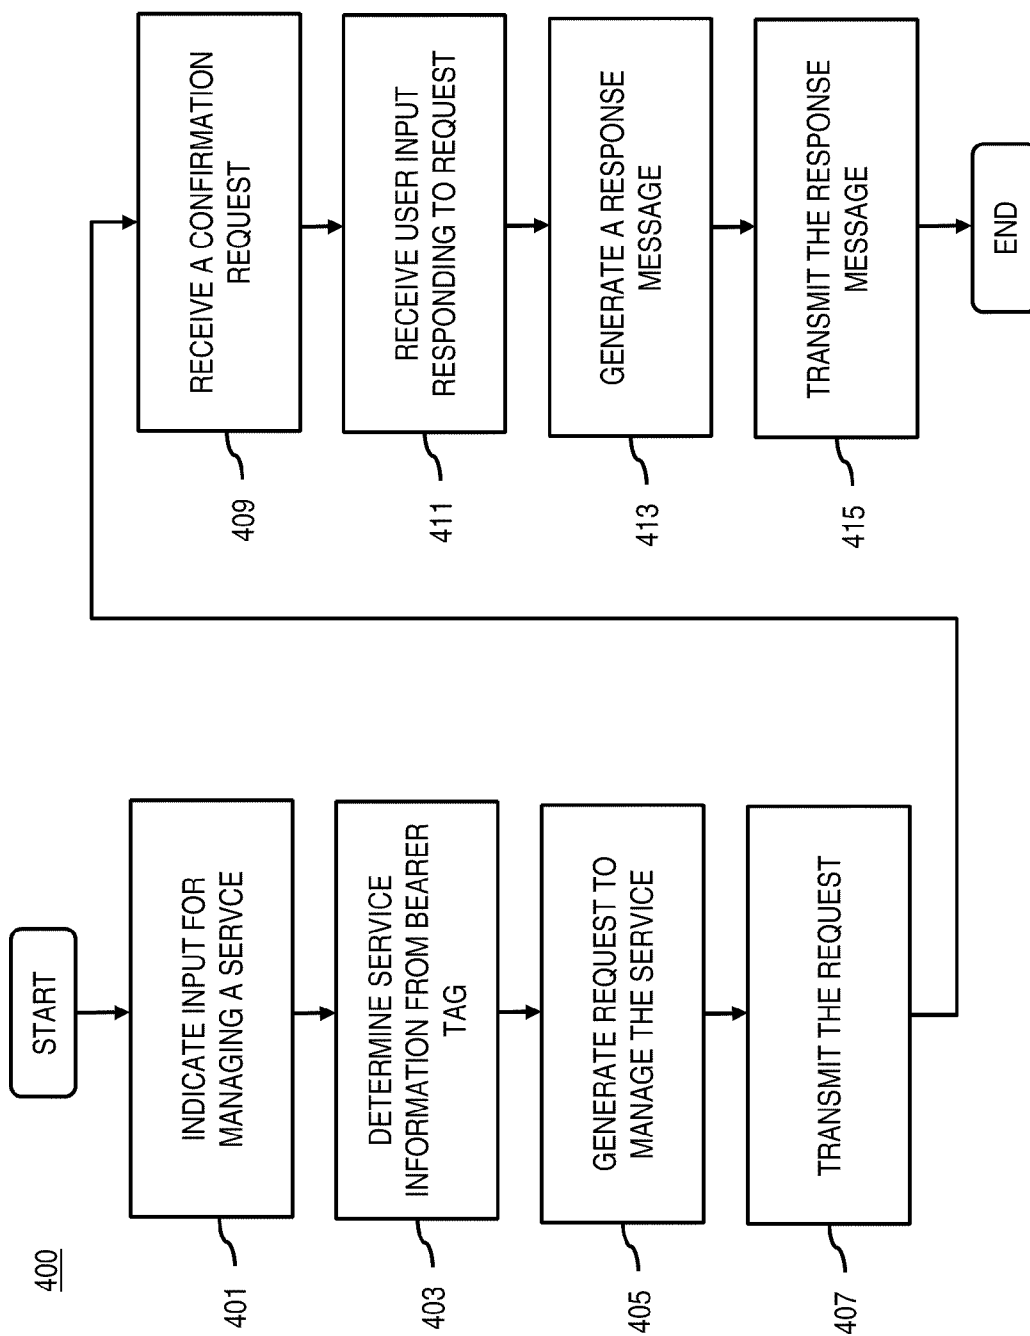 400
START
401
INDICATE INPUT FOR
MANAGING A SERVCE
403
DETERMINE SERVICE
INFORMATION FROM BEARER
TAG
405
GENERATE REQUEST TO
MANAGE THE SERVICE
407
TRANSMIT THE REQUEST
409
RECEIVE A CONFIRMATION
REQUEST
411
RECEIVE USER INPUT
RESPONDING TO REQUEST
413
GENERATE A RESPONSE
MESSAGE
415
TRANSMIT THE RESPONSE
MESSAGE
END